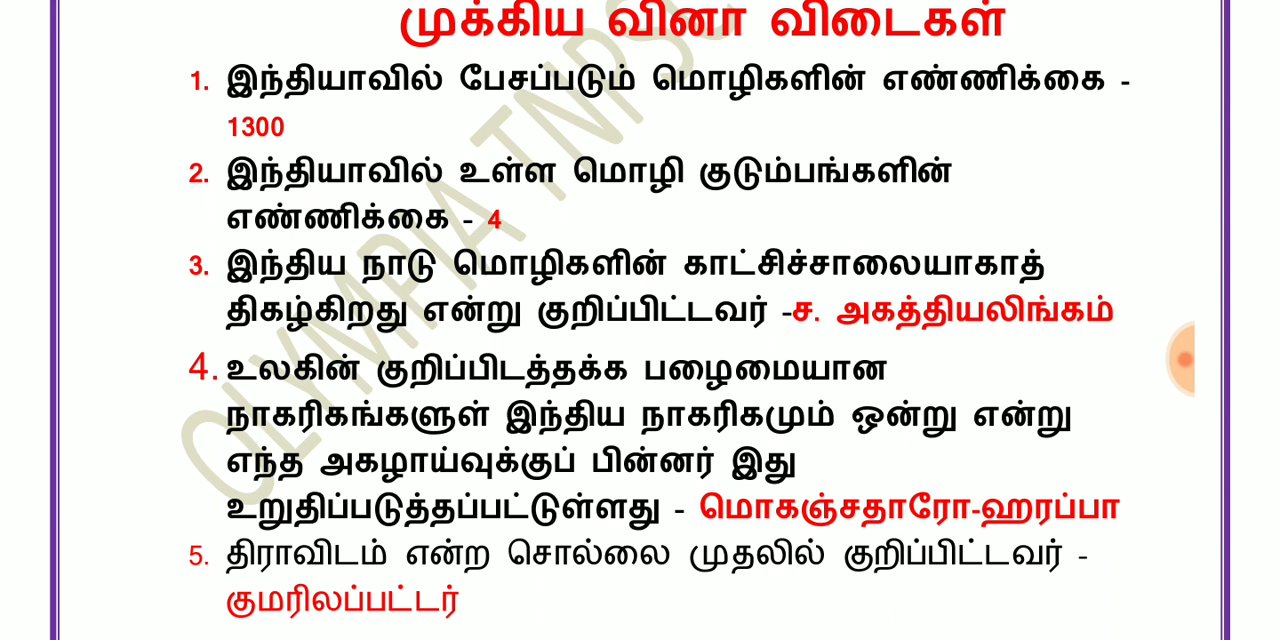 முக்கிய வினா விடைகள்
1. இந்தியாவில் பேசப்படும் மொழிகளின் எண்ணிக்கை -
1300
2. இந்தியாவில் உள்ள மொழி குடும்பங்களின்
எண்ணிக்கை - 4
3. இந்திய நாடு மொழிகளின் காட்சிச்சாலையாகாத்
திகழ்கிறது என்று குறிப்பிட்டவர் -ச. அகத்தியலிங்கம்
4. உலகின் குறிப்பிடத்தக்க பழைமையான
நாகரிகங்களுள் இந்திய நாகரிகமும் ஒன்று என்று
எந்த அகழாய்வுக்குப் பின்னர் இது
உறுதிப்படுத்தப்பட்டுள்ளது - மொகஞ்சதாரோ-ஹரப்பா
5. திராவிடம் என்ற சொல்லை முதலில் குறிப்பிட்டவர் -
குமரிலப்பட்டர்
OLYMPIA TNPSC